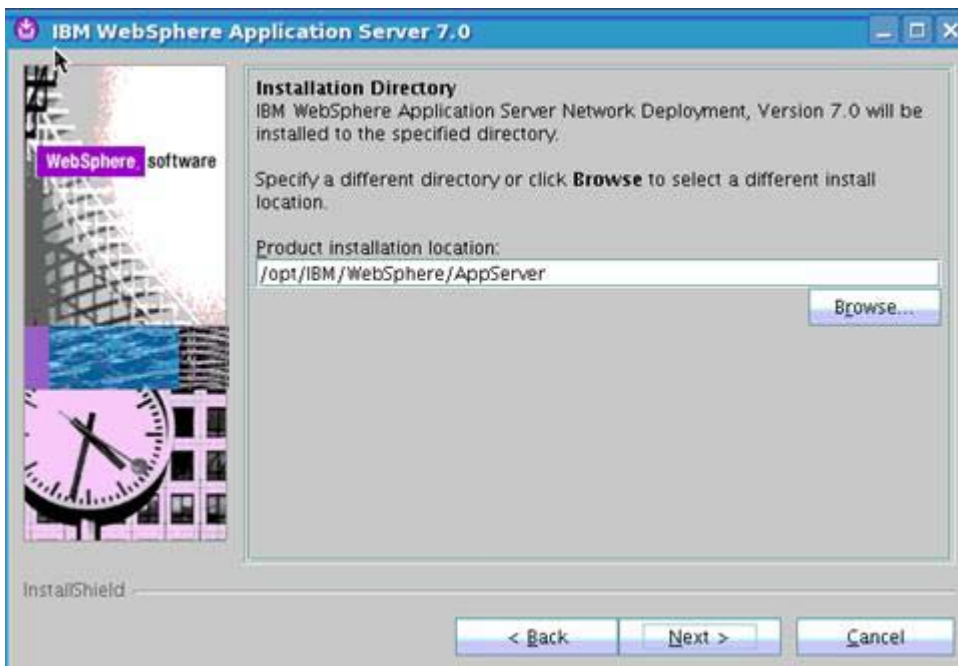 IBM WebSphere Application Server 7.0
WebSphere. software
Installation Directory
IBM WebSphere Application Server Network Deployment, Version 7.0 will be
installed to the specified directory.
Specify a different directory or click Browse to select a different install
location.
Product installation location:
/opt/IBM/WebSphere/AppServer
Browse...
InstallShield
< Back
Next >
Cancel